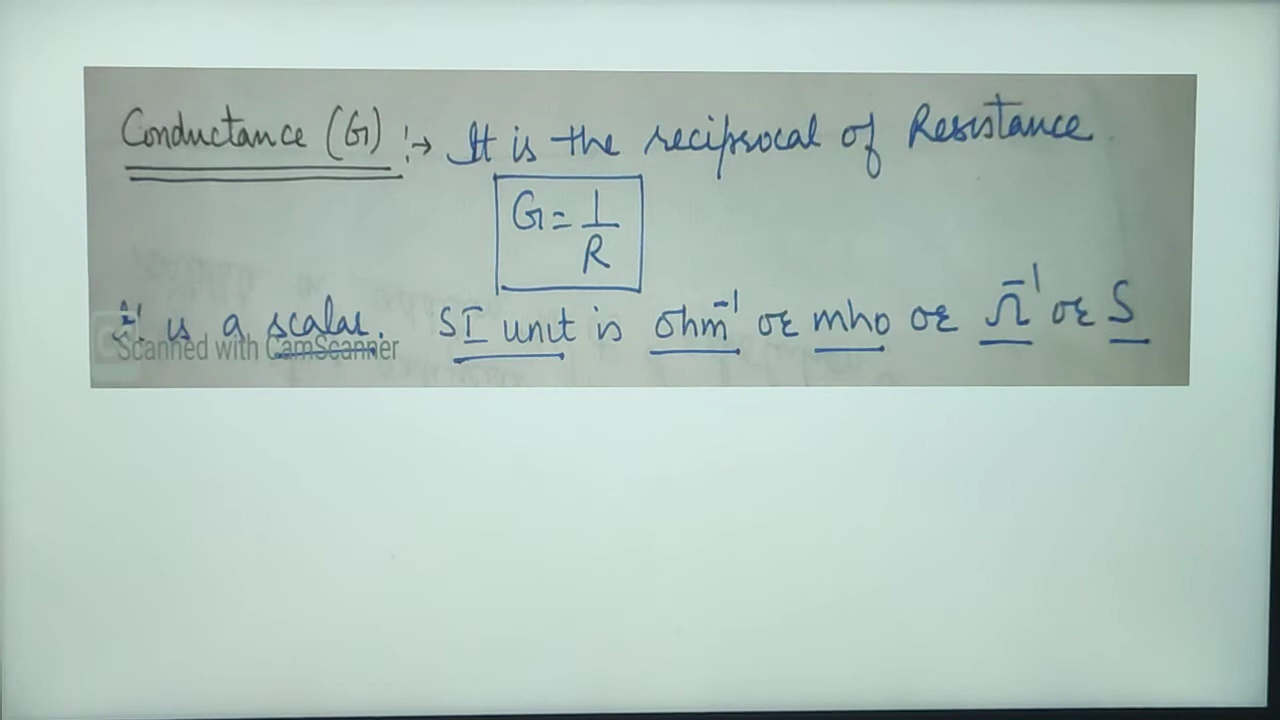 Conductance (G) :→ It is the reciprocal of Resistance
G = 1/R
It is a scalar. SI unit is ohm⁻¹ or mho or Ω⁻¹ or S
Scanned with CamScanner